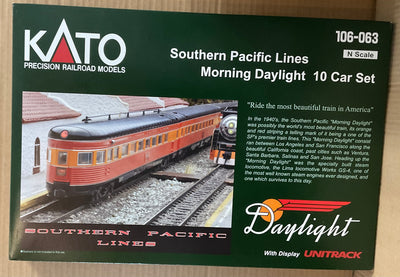 106-063
KATO
PRECISION RAILROAD MODELS
N Scale
Southern Pacific Lines
Morning Daylight 10 Car Set
"Ride the most beautiful train in America"
In the 1940's, the Southern Pacific "Morning Daylight"
was possibly the world's most beautiful train, its orange
and red striping a telling mark of it being one of the
SP's premier train lines. This "Morning Daylight" consist
ran between Los Angeles and San Francisco along the
beautiful California coast, past cities such as Ventura,
Santa Barbara, Salinas and San Jose. Heading up the
"Morning Daylight" was the specially built steam
locomotive, the Lima locomotive Works GS-4, one of
the most well known steam engines ever designed, and
one which survives to this day.
SOUTHERN PACIFIC
LINES
Daylight
With Display UNITRACK